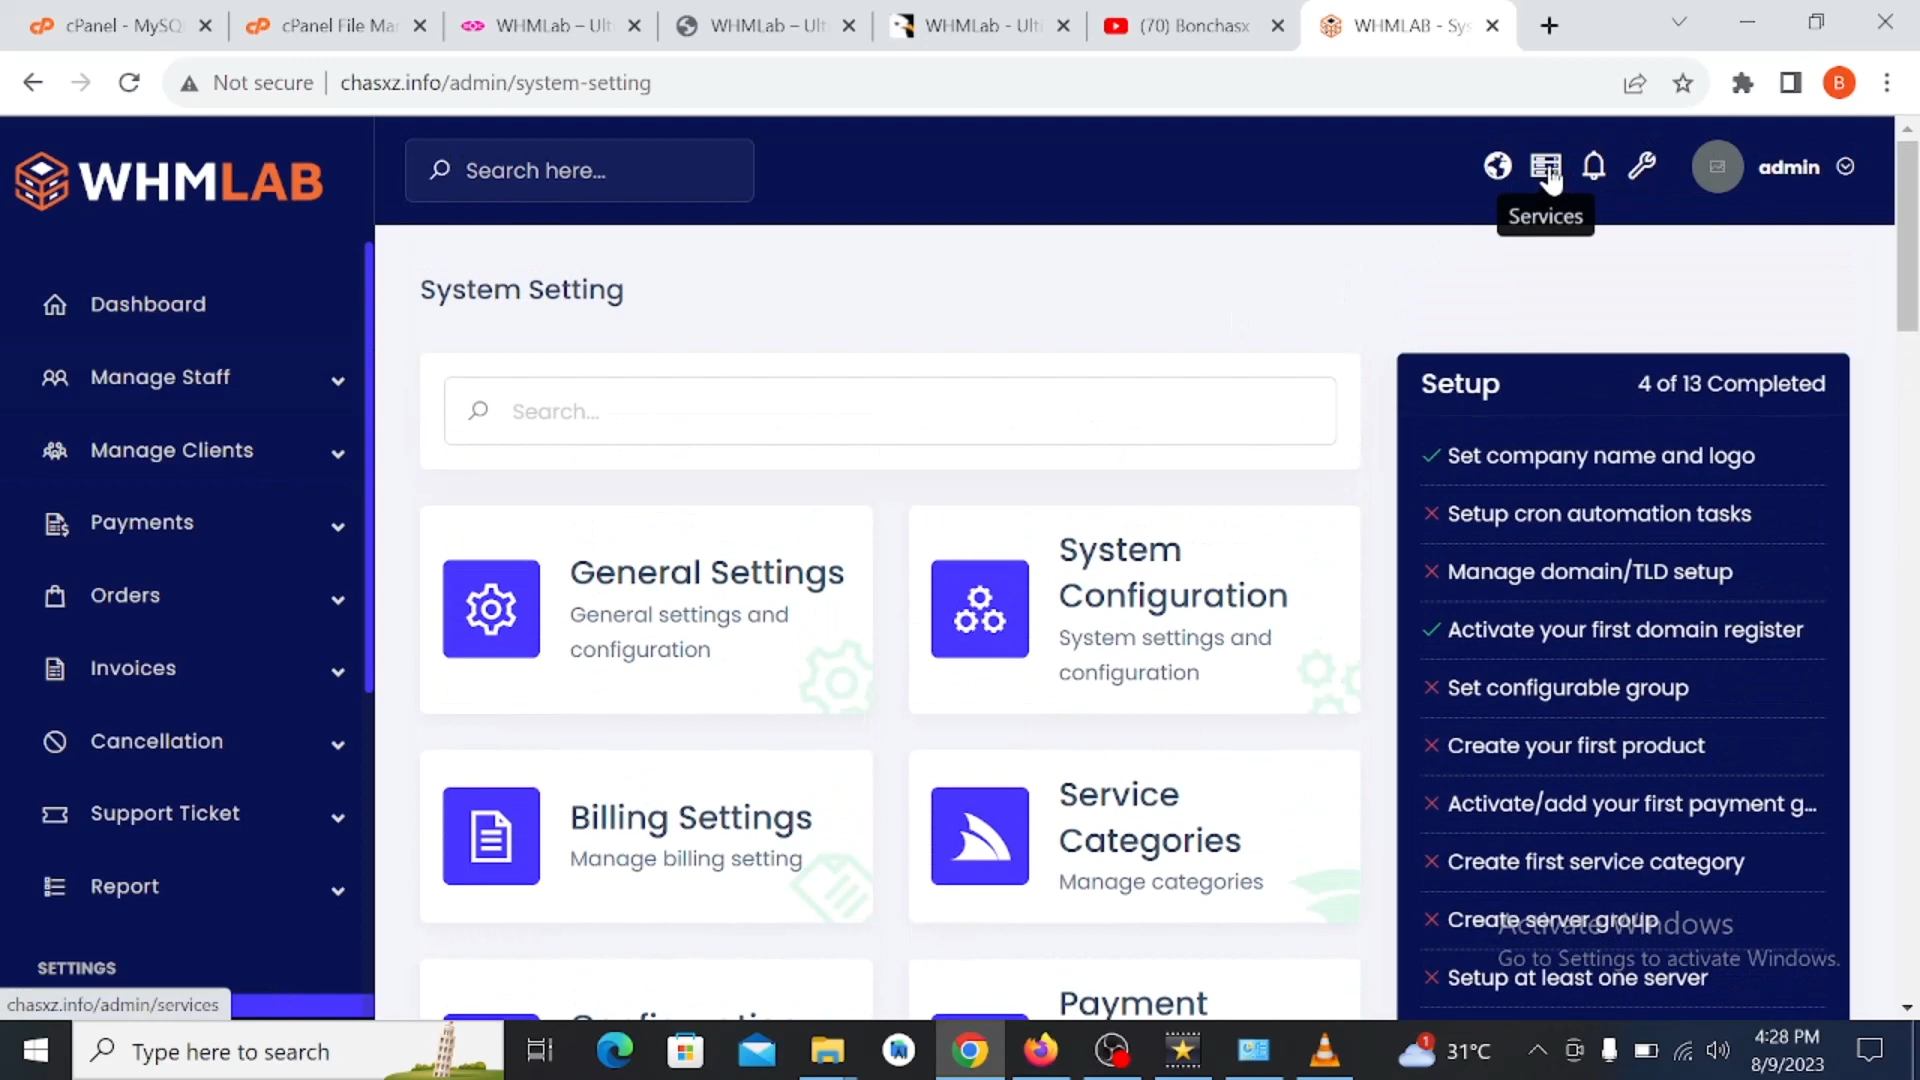 cPanel - MySQ
cPanel File Mar
WHMLab – Ult
WHMLab – Ult
WHMLab - Ulti
(70) Bonchasx
WHMLAB - Sys
Not secure
chasxz.info/admin/system-setting
B
WHMLAB
Search here...
admin
Services
Dashboard
Manage Staff
Manage Clients
Payments
Orders
Invoices
Cancellation
Support Ticket
Report
SETTINGS
chasxz.info/admin/services
System Setting
Search...
General Settings
General settings and
configuration
System
Configuration
System settings and
configuration
Billing Settings
Manage billing setting
Service
Categories
Manage categories
Payment
Setup
4 of 13 Completed
Set company name and logo
Setup cron automation tasks
Manage domain/TLD setup
Activate your first domain register
Set configurable group
Create your first product
Activate/add your first payment g...
Create first service category
Create server group
Setup at least one server
Activate Windows
Go to Settings to activate Windows.
Type here to search
1
31°C
4:28 PM
8/9/2023